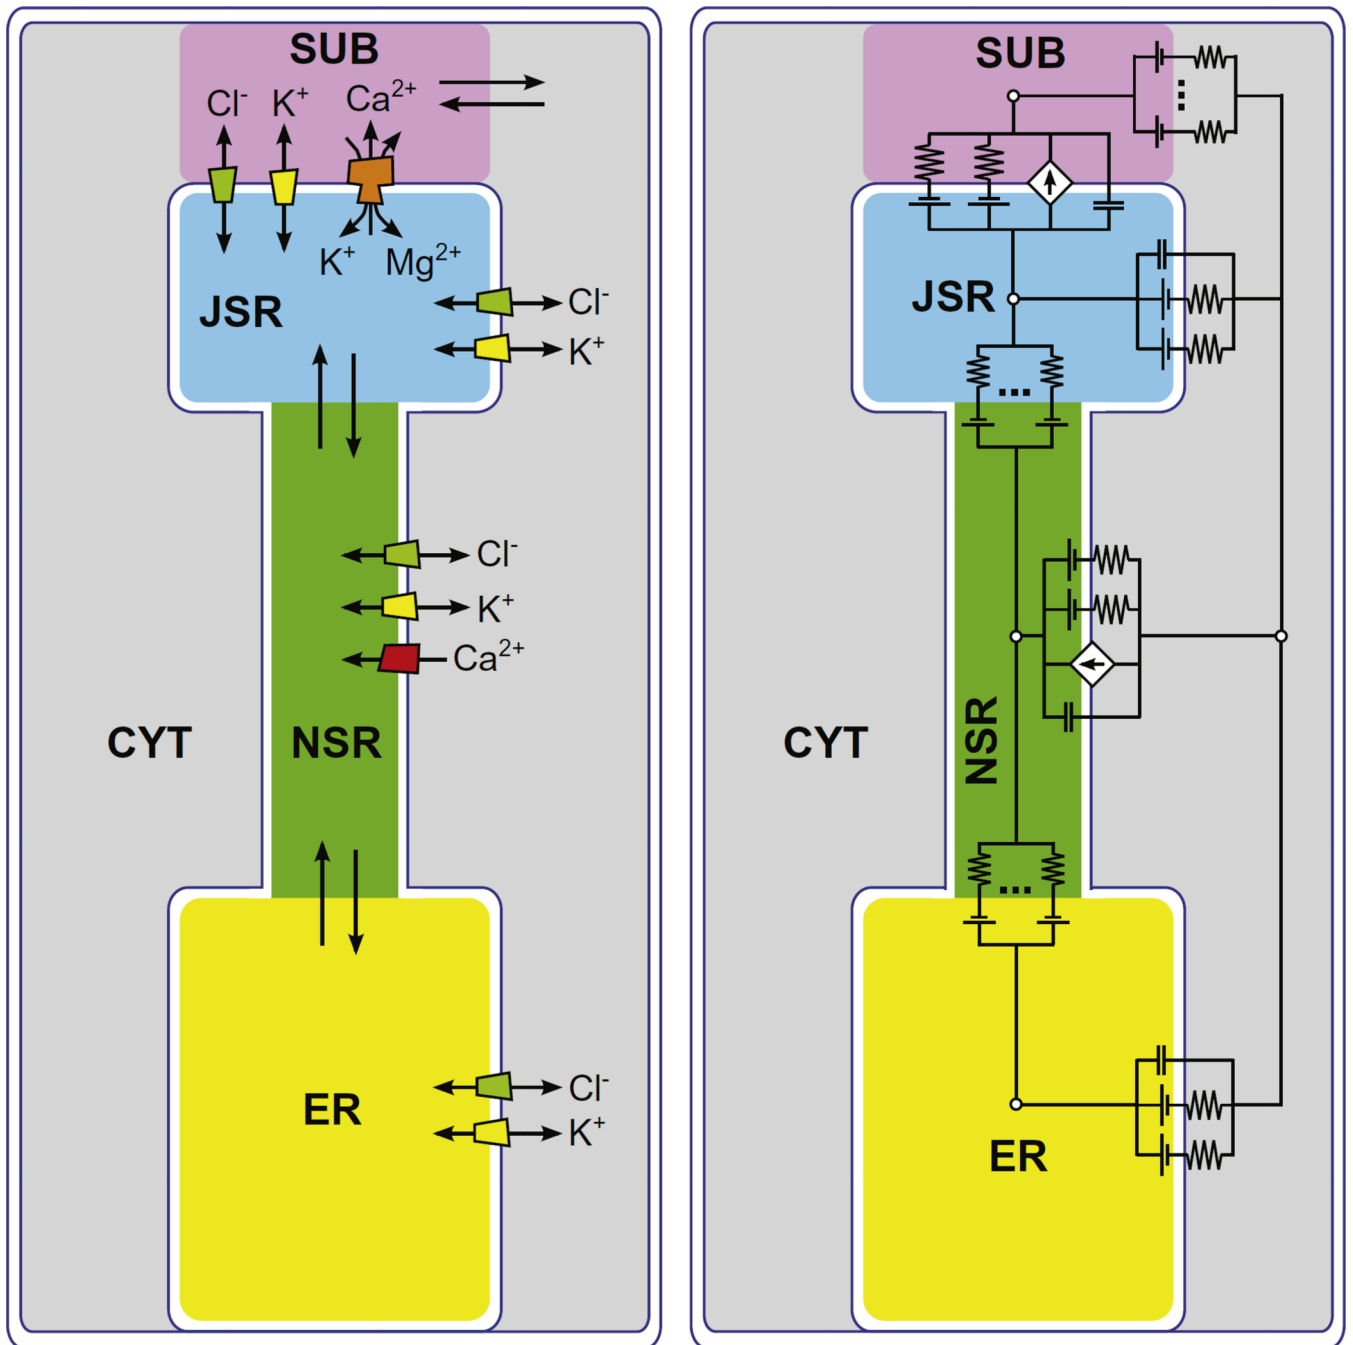 SUB
Cl⁻ K⁺ Ca²⁺
K⁺ Mg²⁺
JSR
Cl⁻
K⁺
Cl⁻
K⁺
Ca²⁺
CYT
NSR
ER
Cl⁻
K⁺
SUB
JSR
CYT
NSR
ER